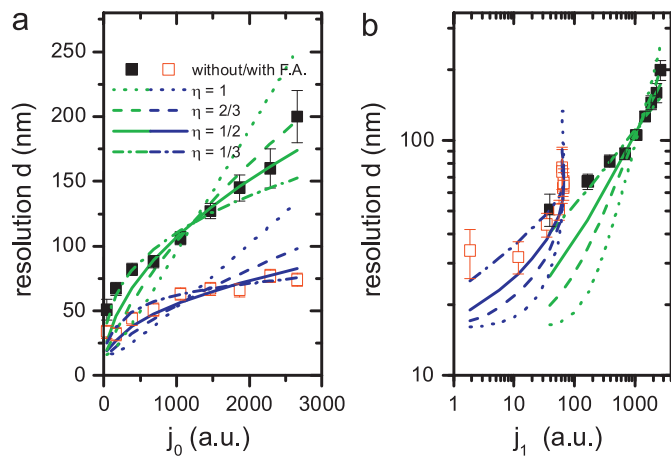 a
resolution d (nm)
250
200
150
100
50
0
0
1000
2000
3000
j₀ (a.u.)
without/with F.A.
η = 1
η = 2/3
η = 1/2
η = 1/3
b
resolution d (nm)
100
10
1
10
100
1000
j₁ (a.u.)